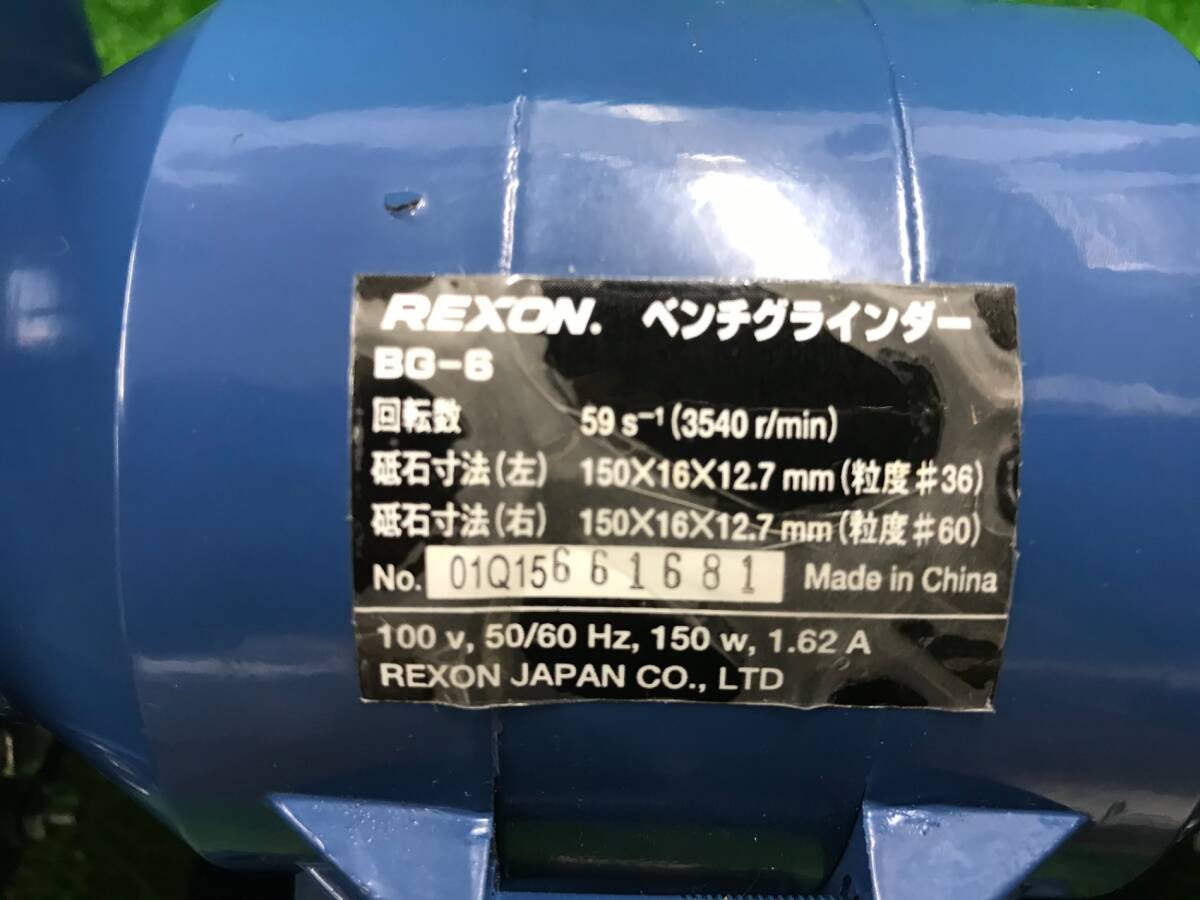 REXON. ベンチグラインダー
BG-6
回転数 59 s⁻¹ (3540 r/min)
砥石寸法(左) 150X16X12.7 mm (粒度#36)
砥石寸法(右) 150X16X12.7 mm (粒度#60)
No. 01Q15661681 Made in China
100 v, 50/60 Hz, 150 w, 1.62 A
REXON JAPAN CO., LTD